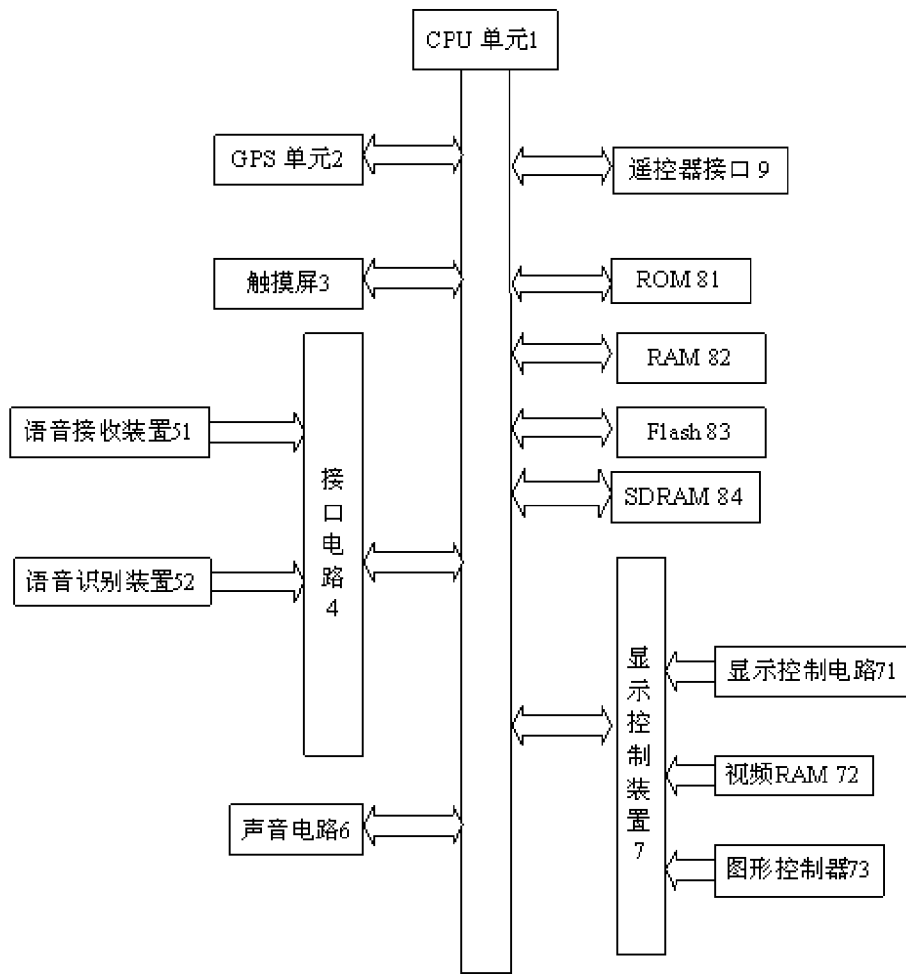 CPU 单元1
GPS 单元2
遥控器接口 9
触摸屏3
ROM 81
RAM 82
语音接收装置51
Flash 83
接口电路4
SDRAM 84
语音识别装置52
显示控制装置7
显示控制电路71
视频RAM 72
声音电路6
图形控制器73